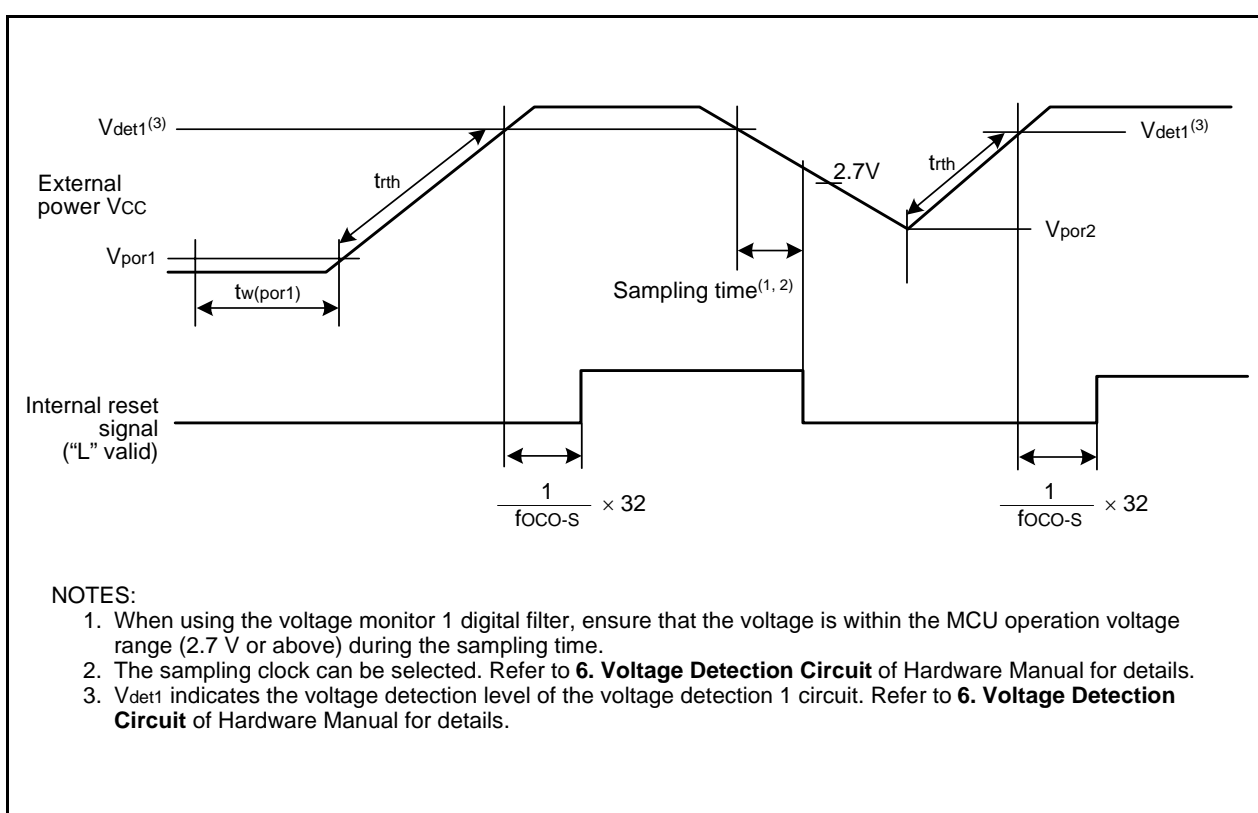 Vdet1(3)
External
power VCC
Vpor1
tw(por1)
trth
Sampling time(1, 2)
2.7V
trth
Vdet1(3)
Vpor2
Internal reset
signal
(“L” valid)
1
fOCO-S
× 32
1
fOCO-S
× 32
NOTES:
1. When using the voltage monitor 1 digital filter, ensure that the voltage is within the MCU operation voltage
range (2.7 V or above) during the sampling time.
2. The sampling clock can be selected. Refer to 6. Voltage Detection Circuit of Hardware Manual for details.
3. Vdet1 indicates the voltage detection level of the voltage detection 1 circuit. Refer to 6. Voltage Detection
Circuit of Hardware Manual for details.